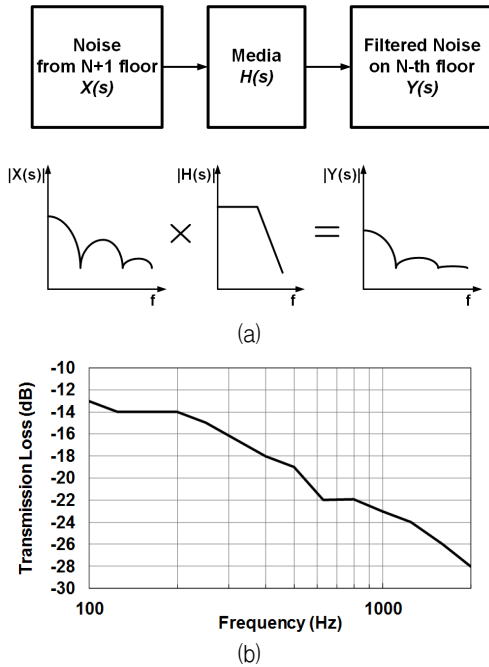 Noise
from N+1 floor
X(s)
Media
H(s)
Filtered Noise
on N-th floor
Y(s)
|X(s)|
f
×
|H(s)|
f
=
|Y(s)|
f
(a)
Transmission Loss (dB)
-10
-12
-14
-16
-18
-20
-22
-24
-26
-28
-30
100
1000
Frequency (Hz)
(b)